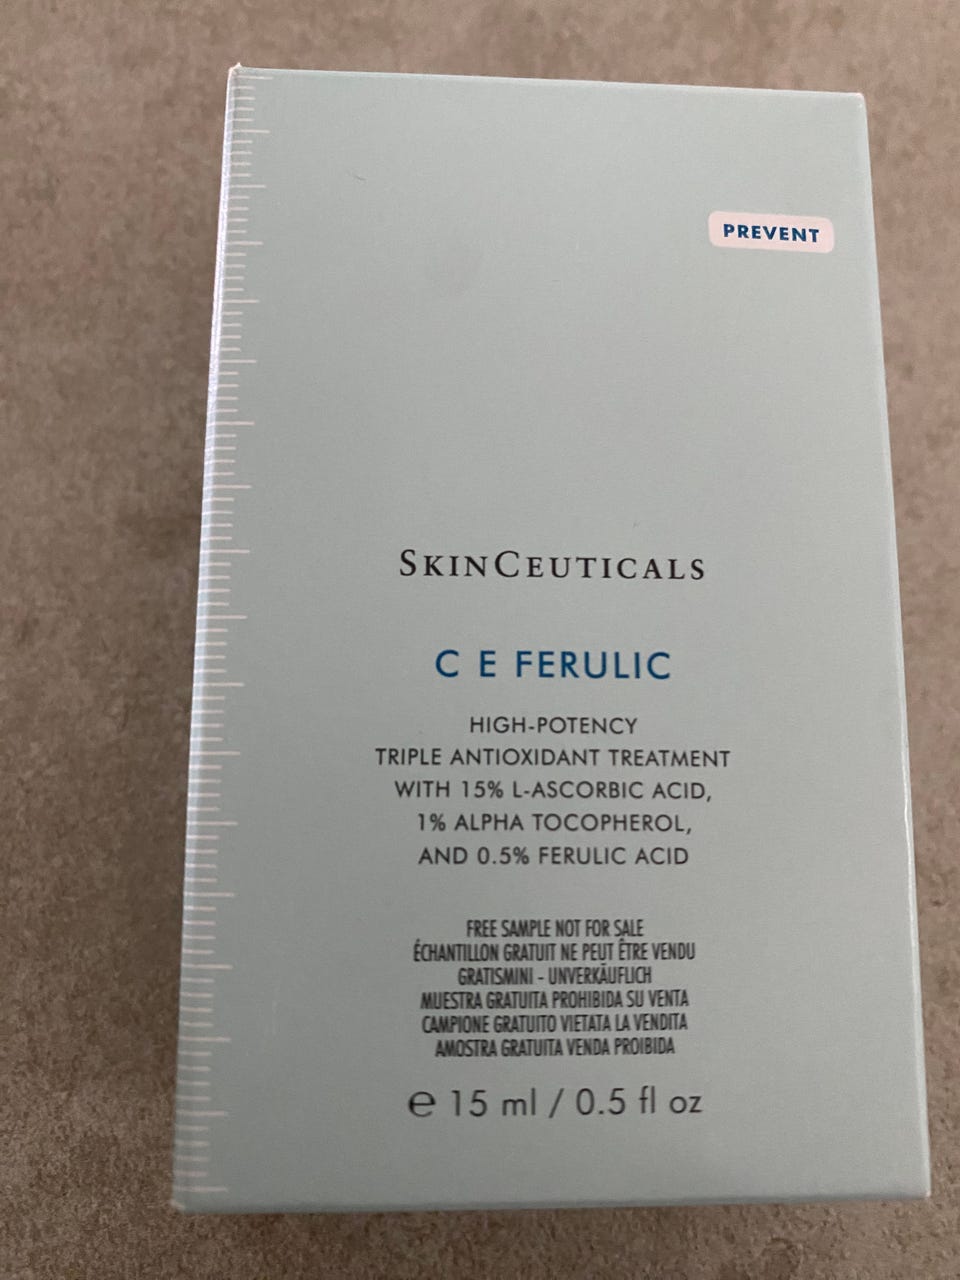 PREVENT
SKINCEUTICALS
C E FERULIC
HIGH-POTENCY
TRIPLE ANTIOXIDANT TREATMENT
WITH 15% L-ASCORBIC ACID,
1% ALPHA TOCOPHEROL,
AND 0.5% FERULIC ACID
FREE SAMPLE NOT FOR SALE
ÉCHANTILLON GRATUIT NE PEUT ÊTRE VENDU
GRATISMINI - UNVERKÄUFLICH
MUESTRA GRATUITA PROHIBIDA SU VENTA
CAMPIONE GRATUITO VIETATA LA VENDITA
AMOSTRA GRATUITA VENDA PROIBIDA
℮ 15 ml / 0.5 fl oz